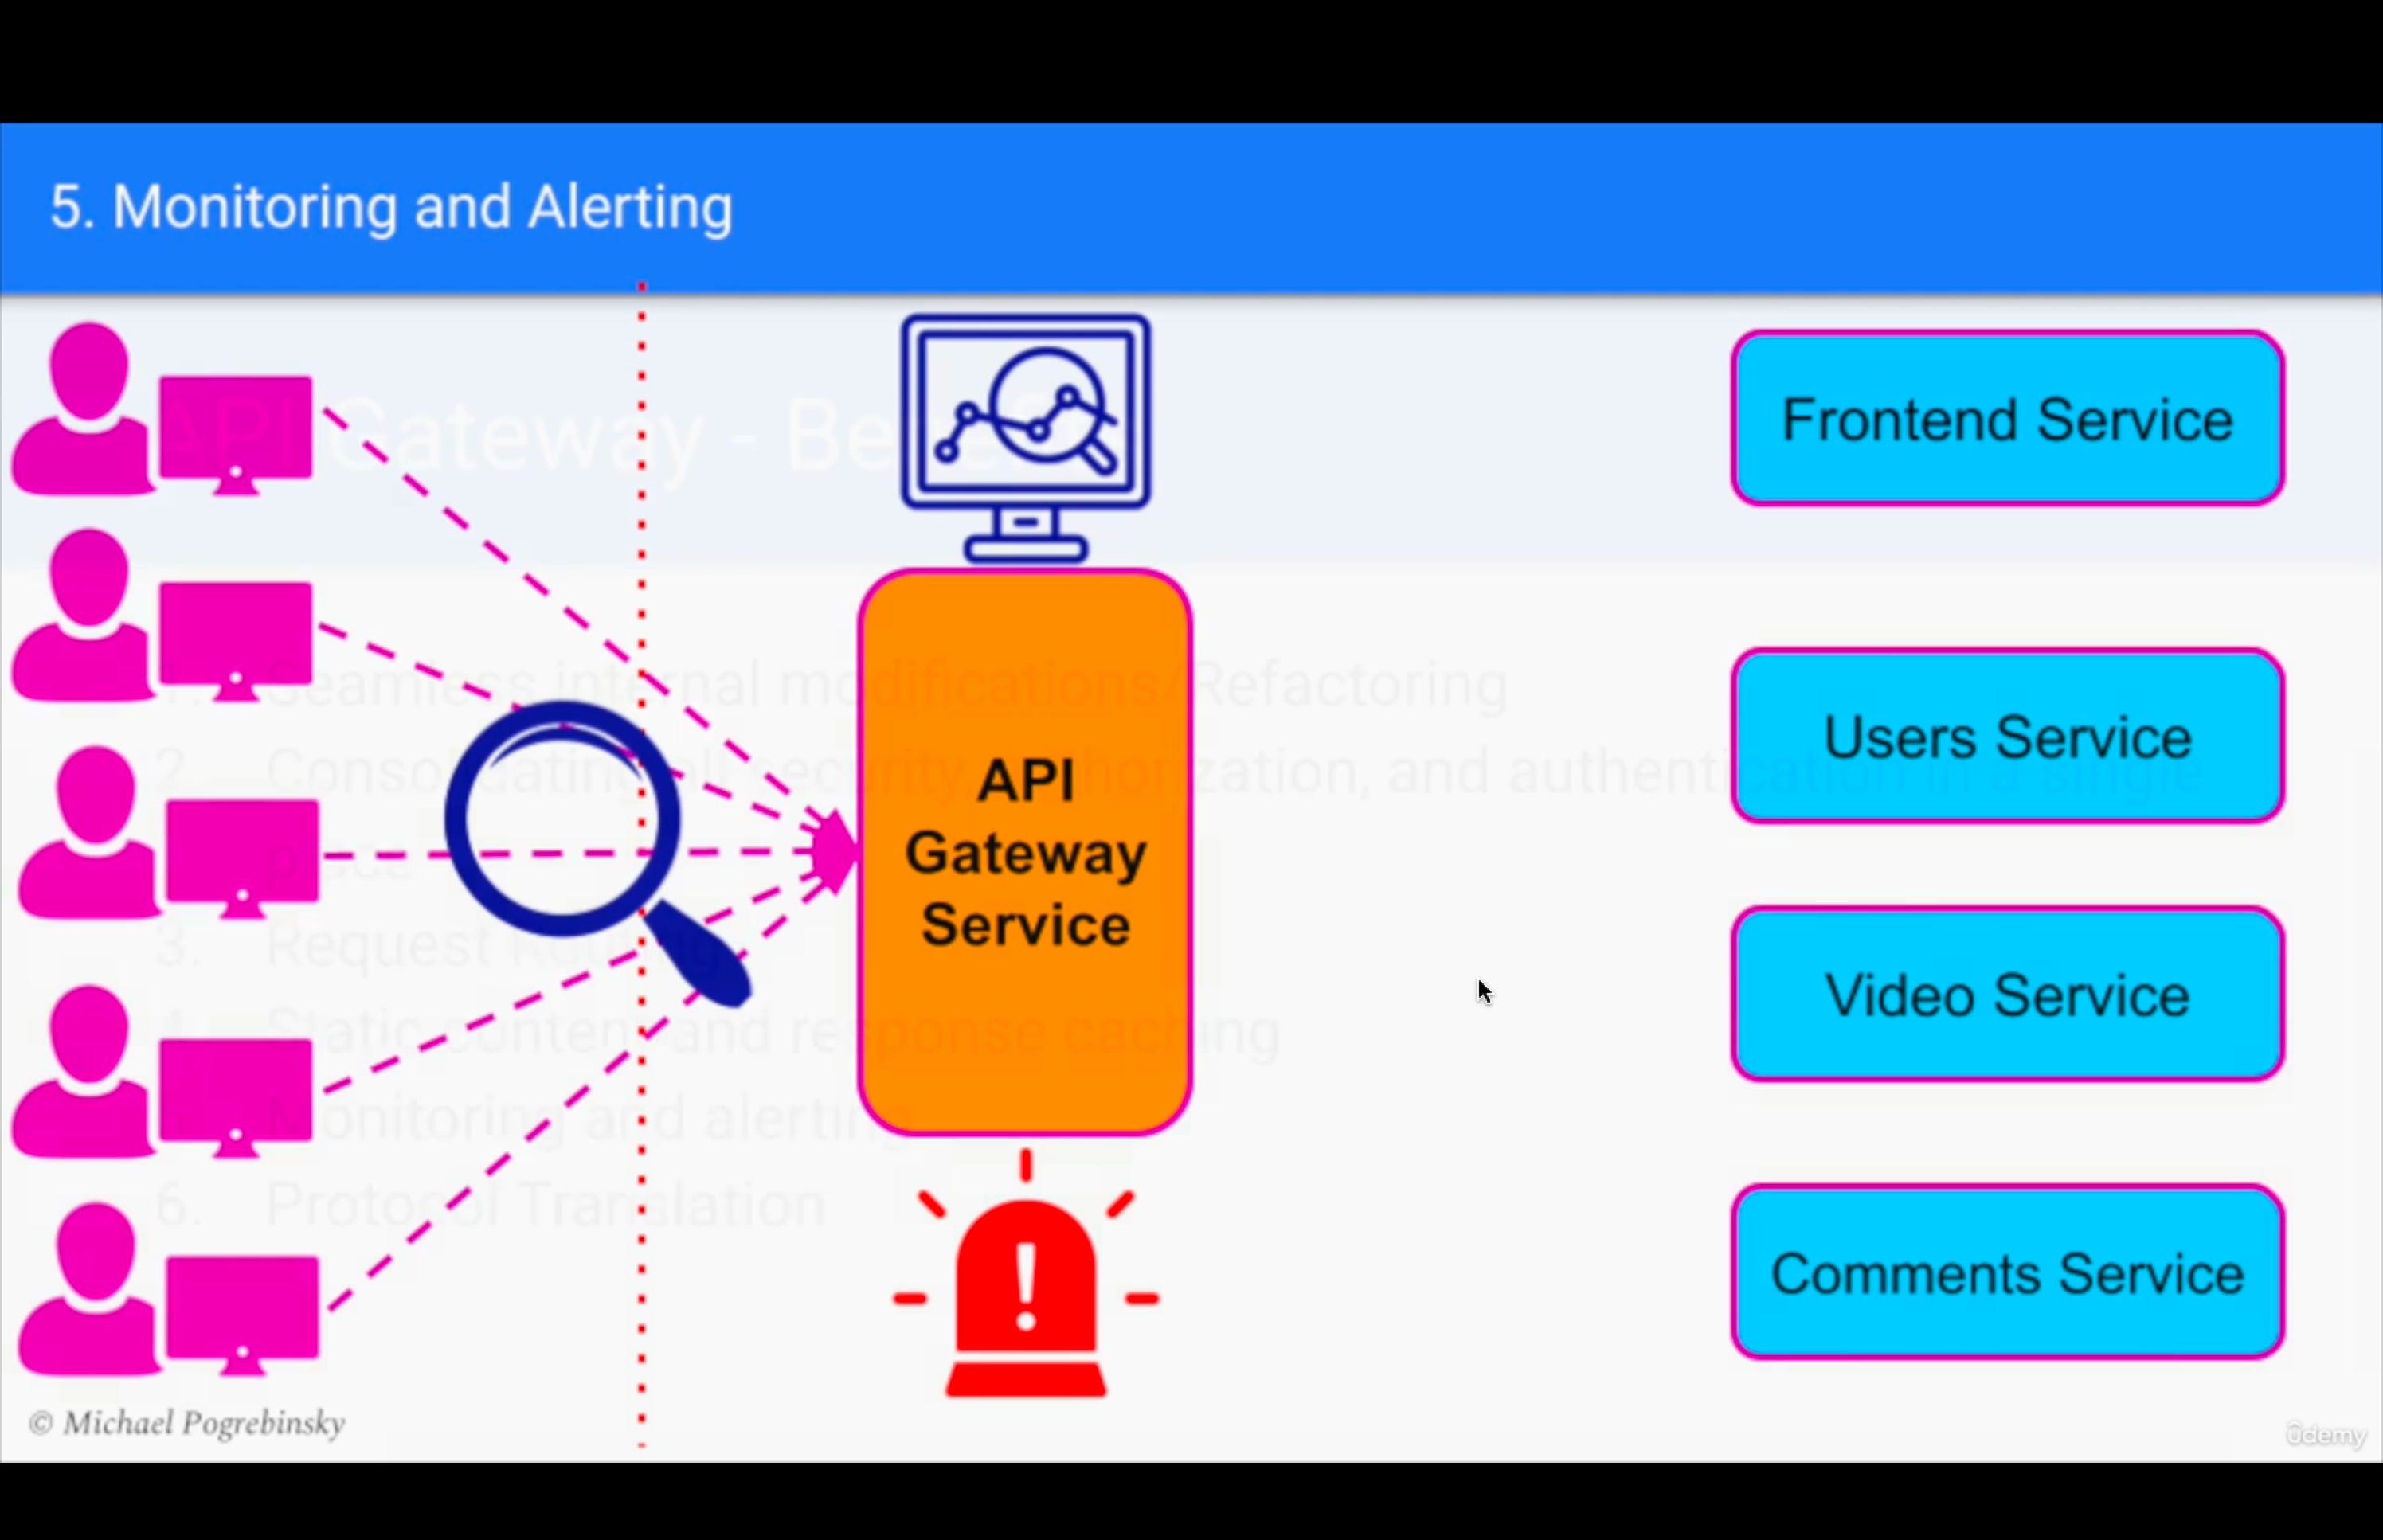 5. Monitoring and Alerting
API Gateway - Be
Frontend Service
1. Seamless internal modifications/Refactoring
Users Service
2. Consolidating all security, authorization, and authentication in a single
place
API
Gateway
Service
3. Request Routing
Video Service
4. Static content and response caching
Monitoring and alerting
6. Protocol Translation
Comments Service
© Michael Pogrebinsky
ûdemy